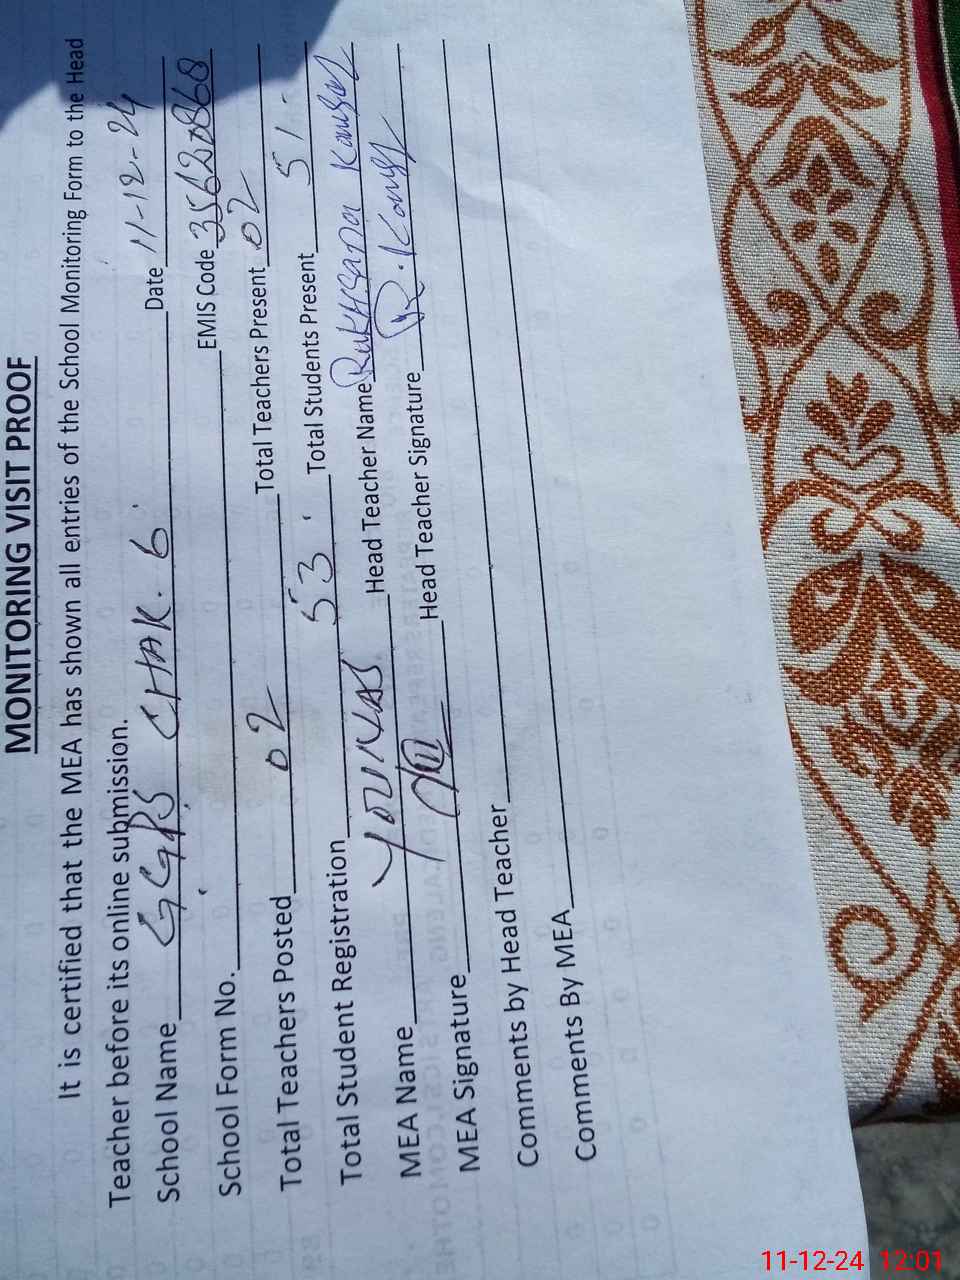 MONITORING VISIT PROOF
It is certified that the MEA has shown all entries of the School Monitoring Form to the Head
Teacher before its online submission.
School Name GGPS CHAK. 6 Date 11-12-24
School Form No. EMIS Code 35620868
Total Teachers Posted 02 Total Teachers Present 02
Total Student Registration 53 Total Students Present 51
MEA Name YOUNAS Head Teacher Name Rukhsana Kanwal
MEA Signature Head Teacher Signature R. Kanwl
Comments by Head Teacher
Comments By MEA
11-12-24 12:01